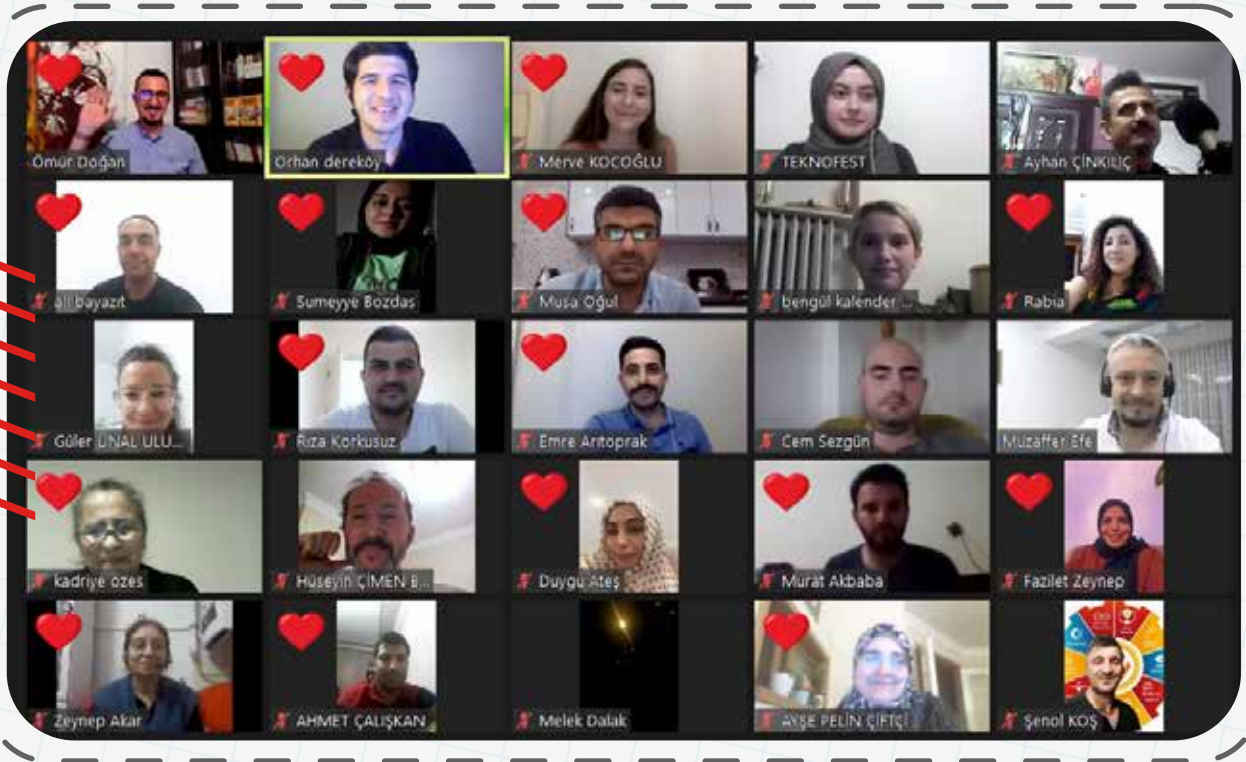 Ömür Doğan
Orhan dereköy
Merve KOCOĞLU
TEKNOFEST
Ayhan ÇİNKILIÇ
ali bayazıt
Sumeyye Bozdas
Musa Oğul
bengül kalender ...
Rabia
Güler ÜNAL ULU...
Rıza Korkusuz
Emre Arıtoprak
Cem Sezgün
Muzaffer Efe
kadriye özeş
Hüseyin ÇİMEN B...
Duygu Ateş
Murat Akbaba
Fazilet Zeynep
Zeynep Akar
AHMET ÇALIŞKAN
Melek Dalak
AYŞE PELİN ÇİFTÇİ
Şenol KOŞ